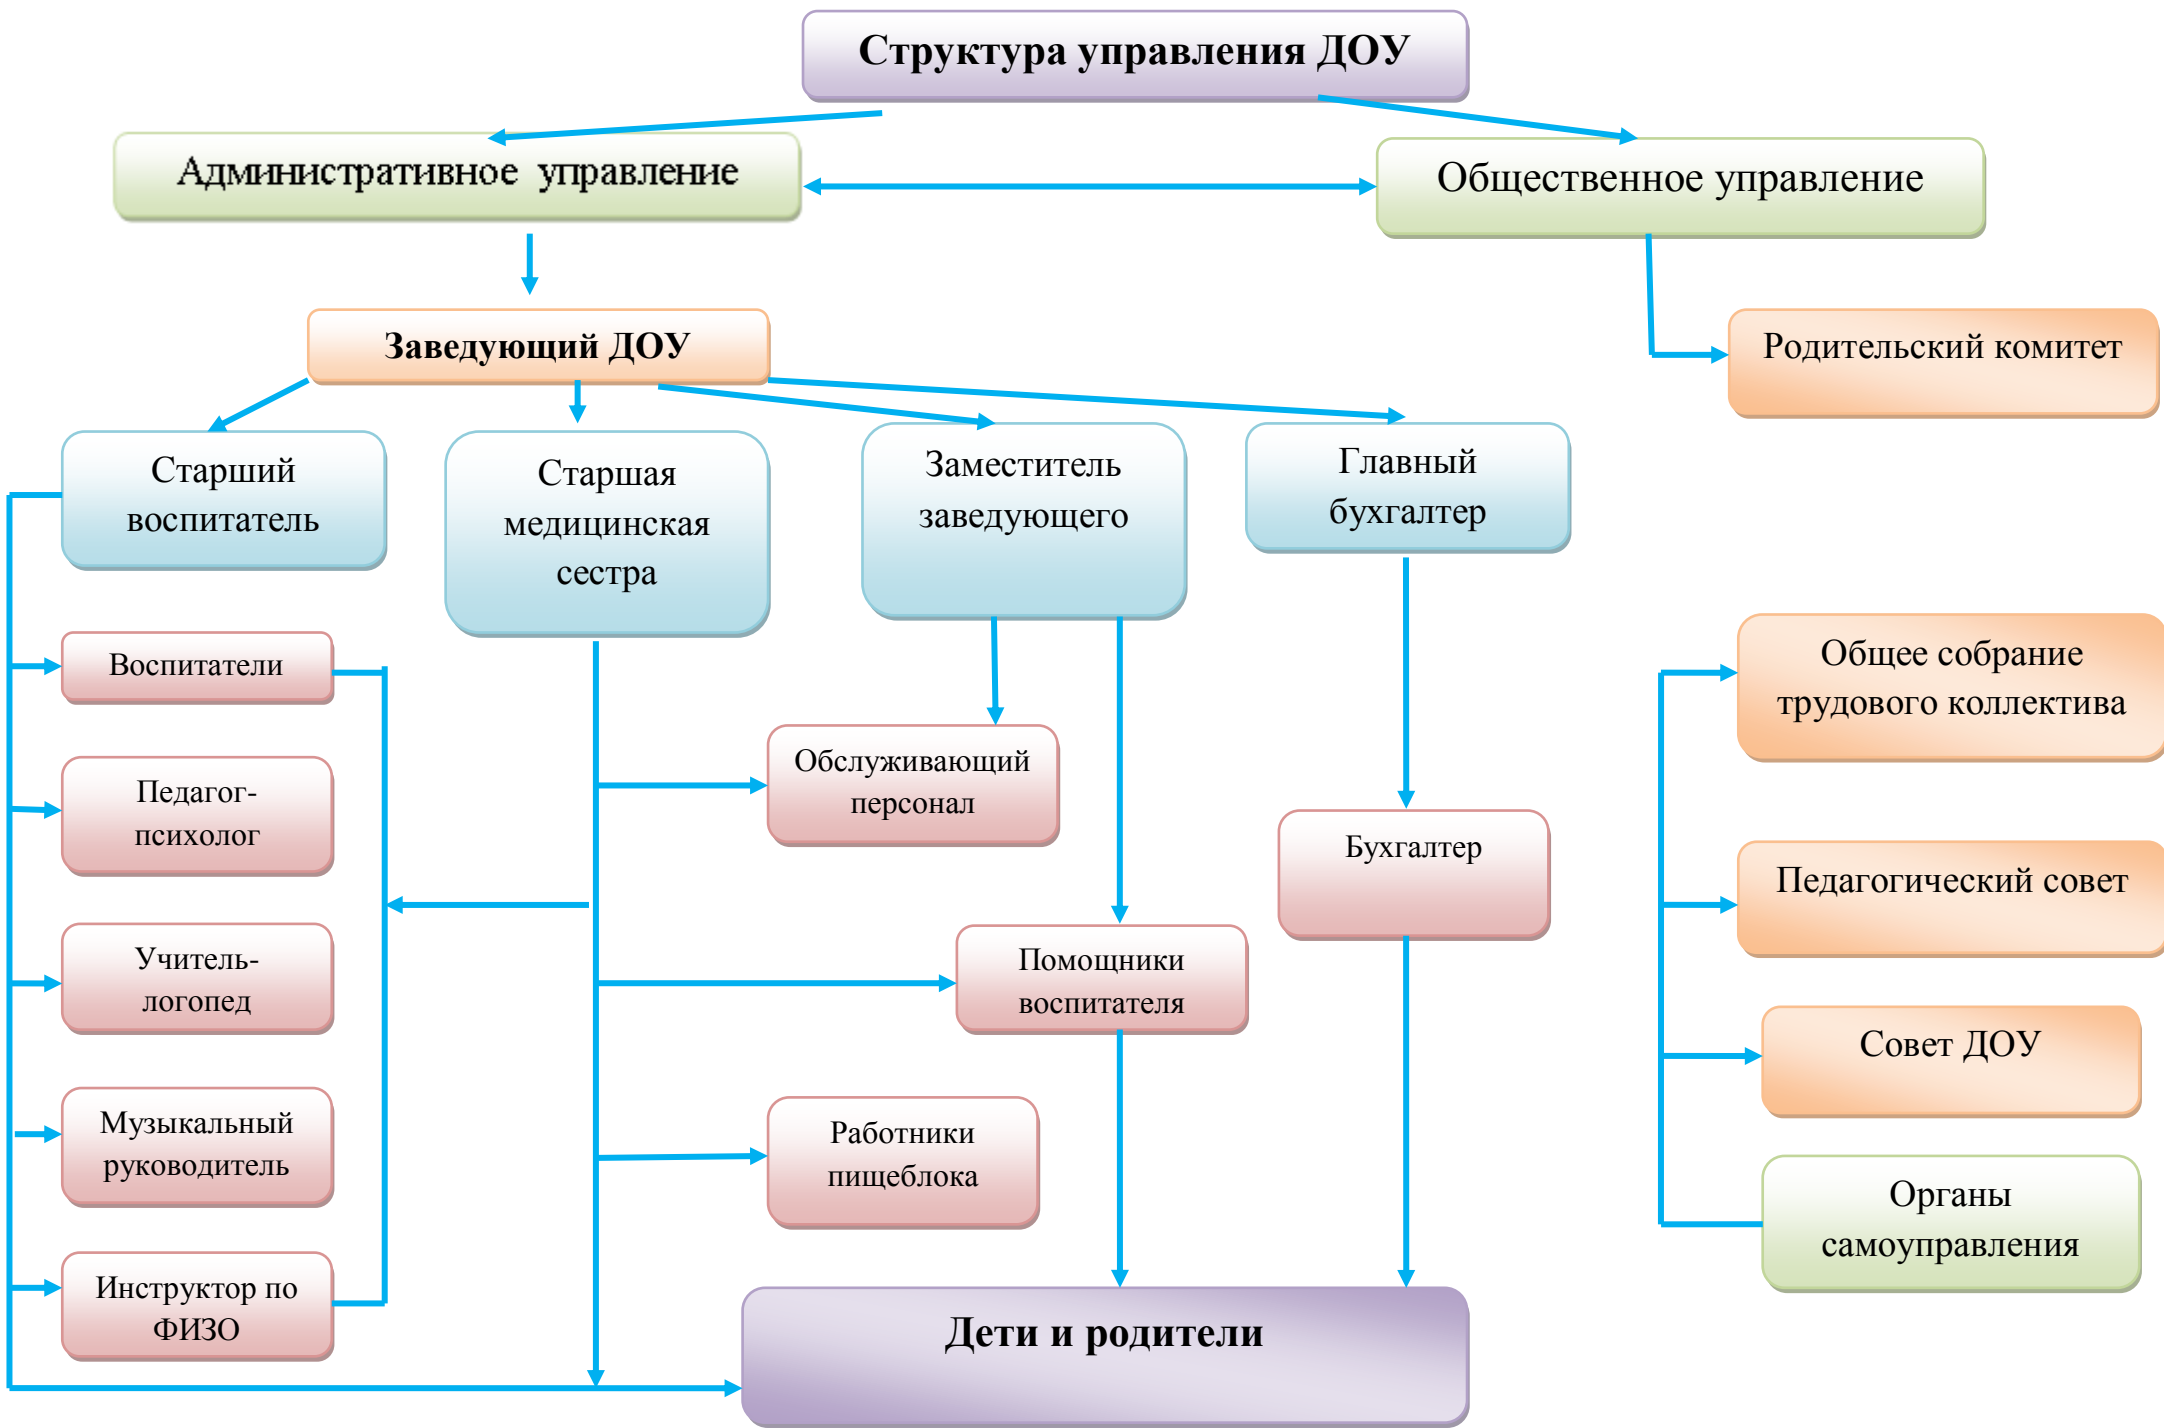 Структура управления ДОУ
Административное управление
Общественное управление
Заведующий ДОУ
Родительский комитет
Старший
воспитатель
Старшая
медицинская
сестра
Заместитель
заведующего
Главный
бухгалтер
Воспитатели
Педагог-
психолог
Учитель-
логопед
Музыкальный
руководитель
Инструктор по
ФИЗО
Обслуживающий
персонал
Помощники
воспитателя
Работники
пищеблока
Бухгалтер
Общее собрание
трудового коллектива
Педагогический совет
Совет ДОУ
Органы
самоуправления
Дети и родители